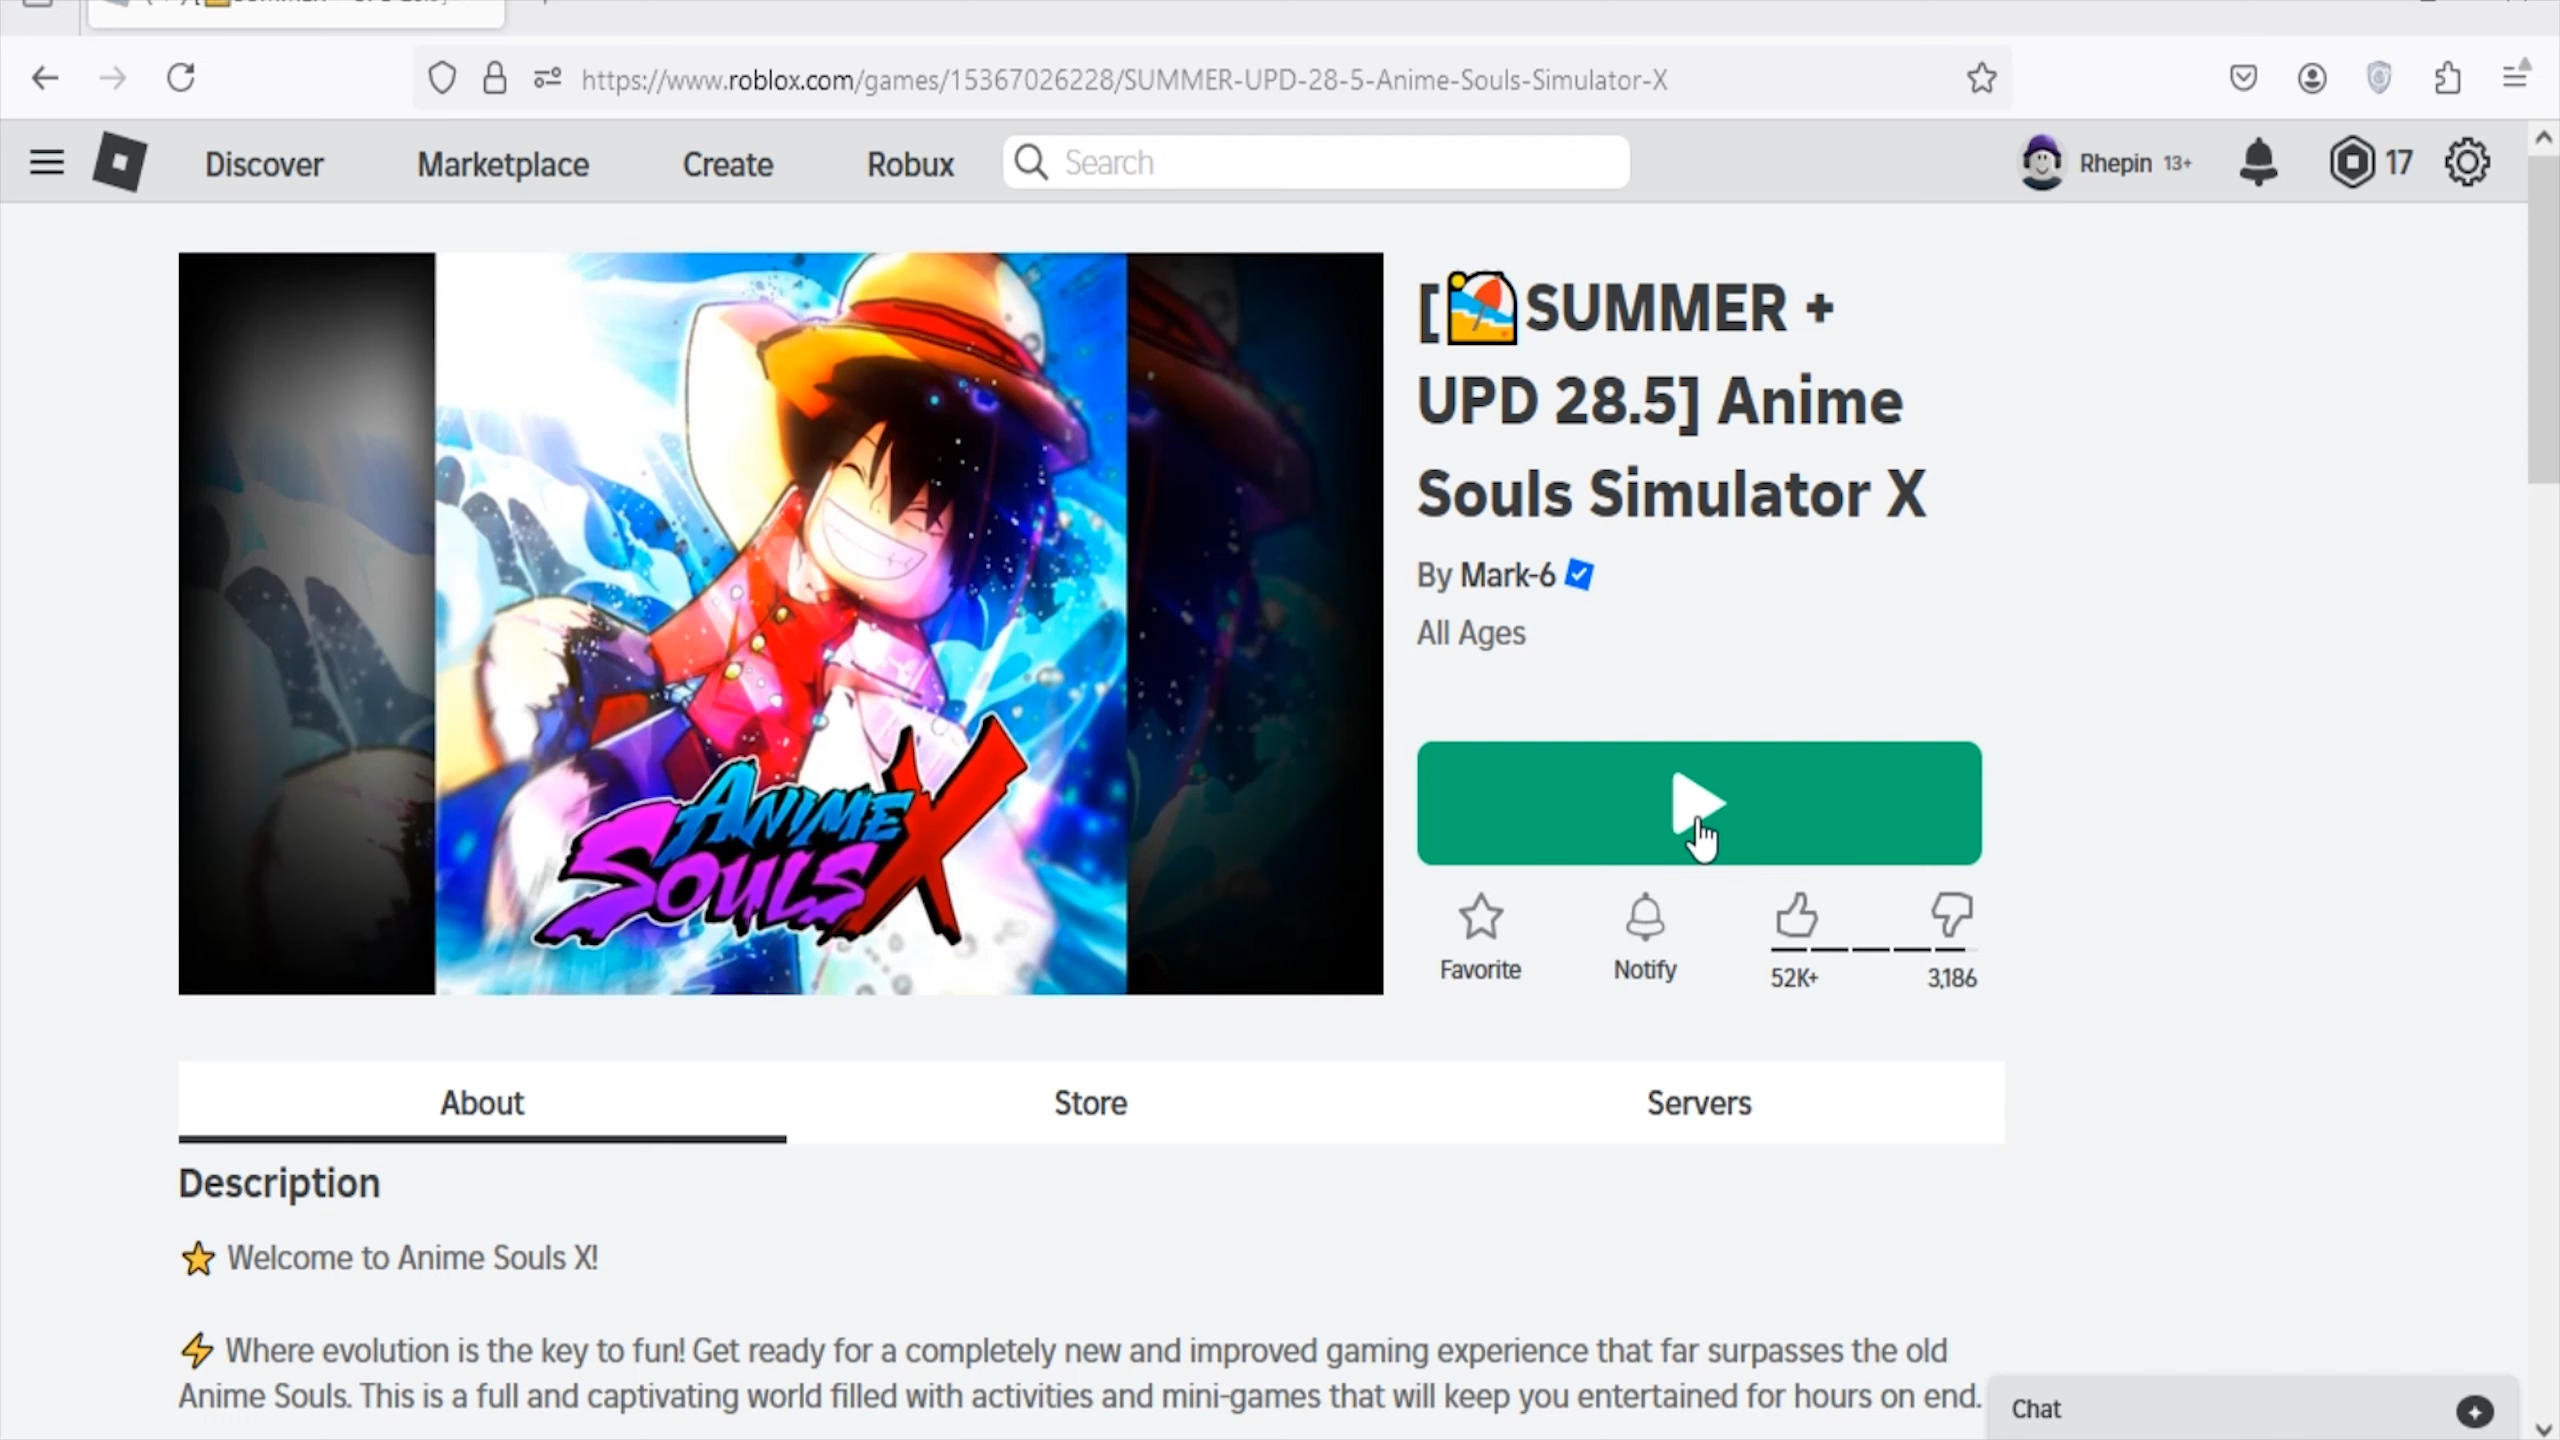 https://www.roblox.com/games/15367026228/SUMMER-UPD-28-5-Anime-Souls-Simulator-X
Discover Marketplace Create Robux Search Rhepin 13+ 17
[🏖️SUMMER +
UPD 28.5] Anime
Souls Simulator X
By Mark-6
All Ages
ANIME
SOULS X
Favorite Notify 52K+ 3,186
About Store Servers
Description
⭐ Welcome to Anime Souls X!
⚡ Where evolution is the key to fun! Get ready for a completely new and improved gaming experience that far surpasses the old
Anime Souls. This is a full and captivating world filled with activities and mini-games that will keep you entertained for hours on end.
Chat